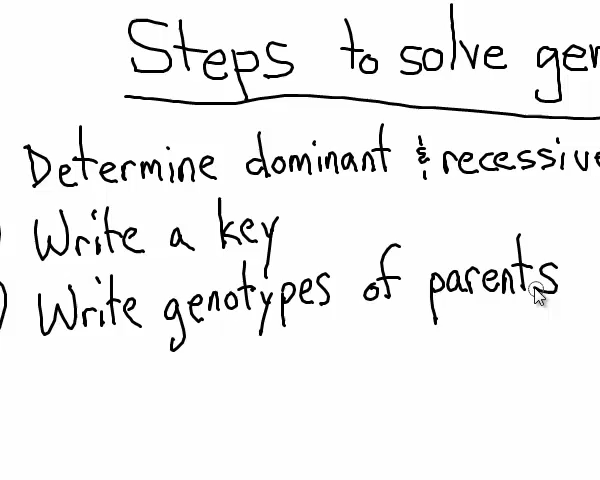 Steps to solve gen
Determine dominant & recessive
) Write a key
) Write genotypes of parents